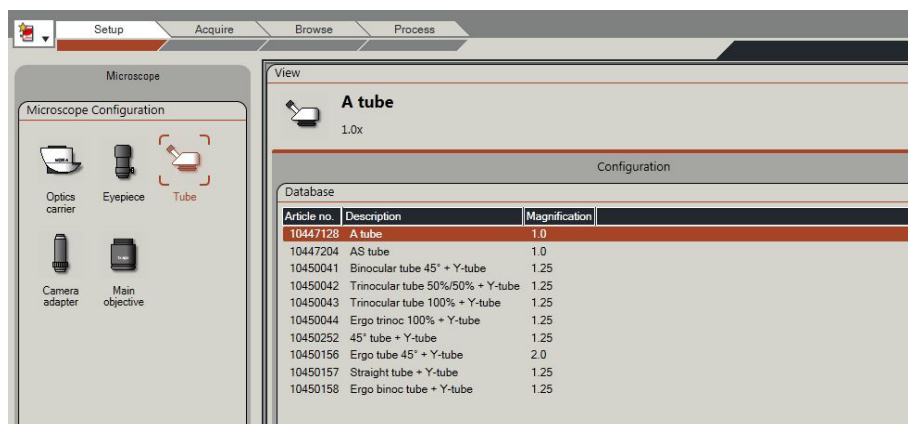 Setup Acquire Browse Process
Microscope
Microscope Configuration
Optics carrier
Eyepiece
Tube
Camera adapter
Main objective
View
A tube
1.0x
Configuration
Database
Article no. Description Magnification
10447128 A tube 1.0
10447204 AS tube 1.0
10450041 Binocular tube 45° + Y-tube 1.25
10450042 Trinocular tube 50%/50% + Y-tube 1.25
10450043 Trinocular tube 100% + Y-tube 1.25
10450044 Ergo trinoc 100% + Y-tube 1.25
10450252 45° tube + Y-tube 1.25
10450156 Ergo tube 45° + Y-tube 2.0
10450157 Straight tube + Y-tube 1.25
10450158 Ergo binoc tube + Y-tube 1.25